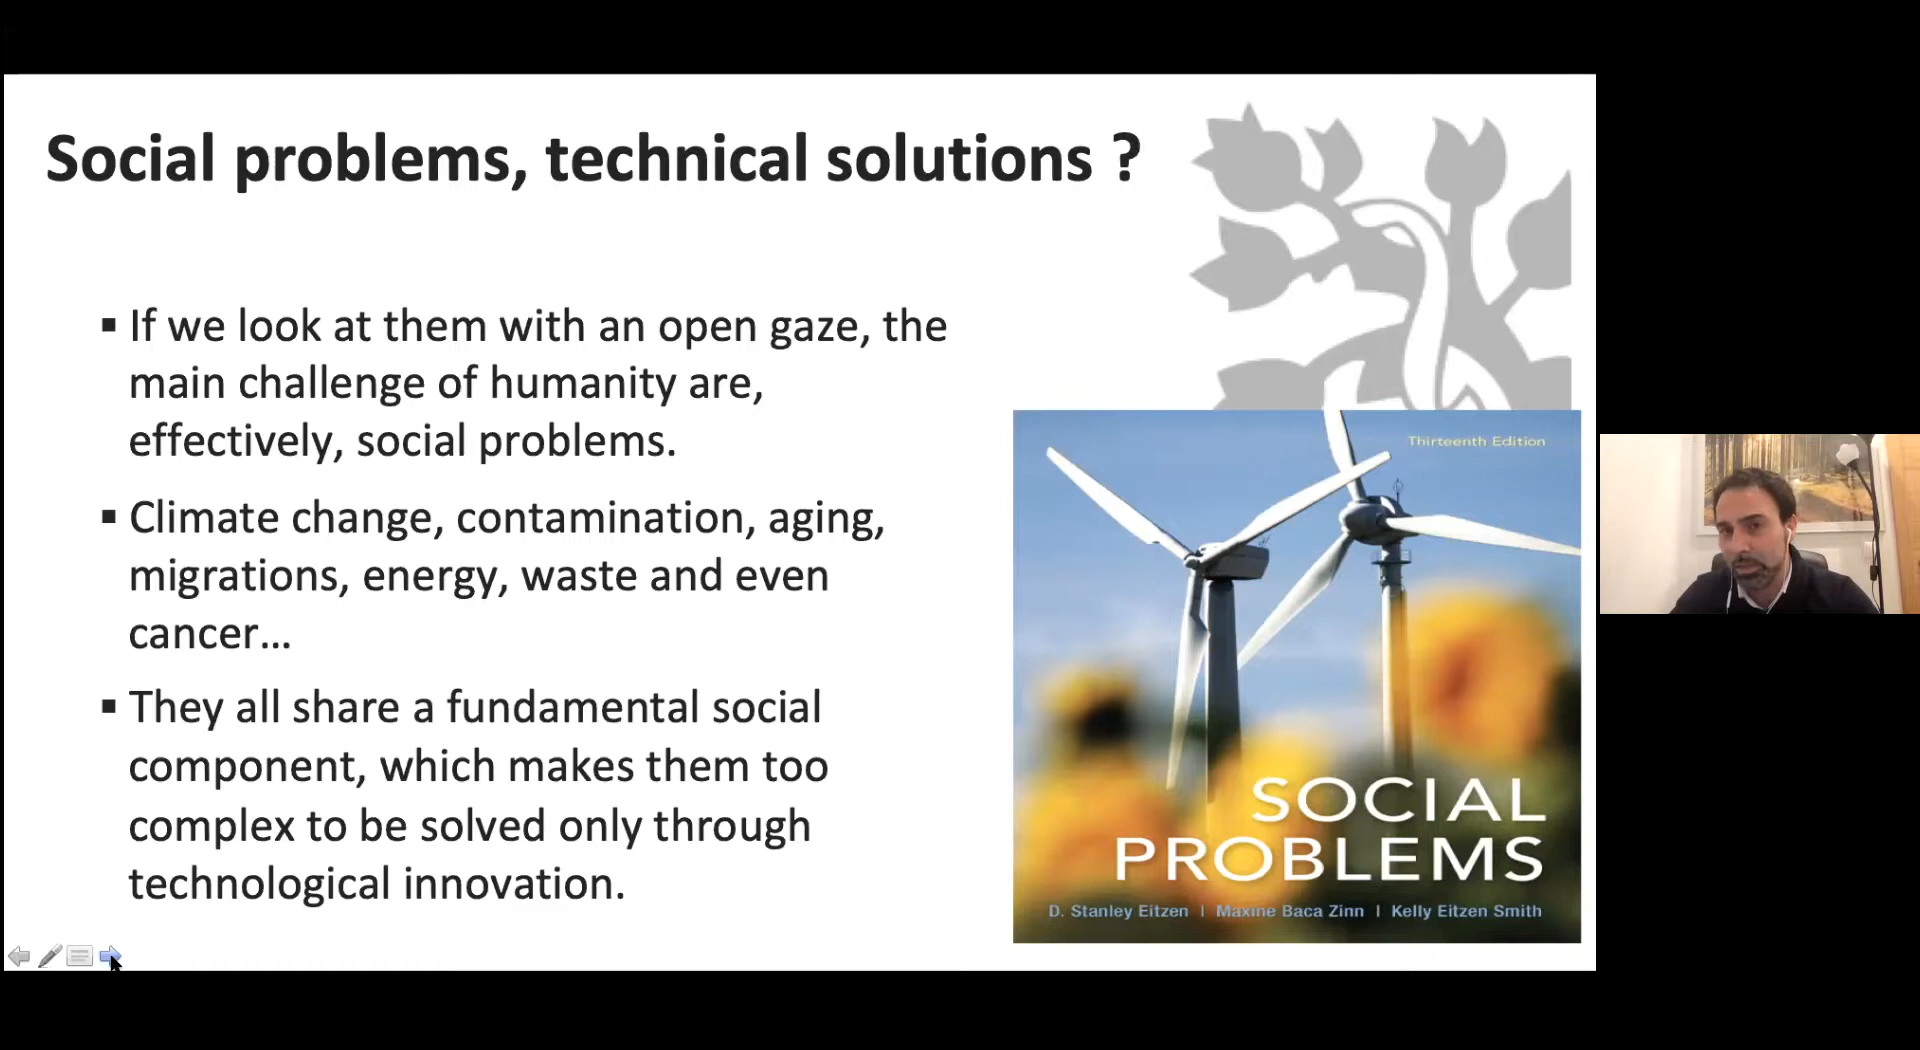 Social problems, technical solutions ?
▪ If we look at them with an open gaze, the
main challenge of humanity are,
effectively, social problems.
▪ Climate change, contamination, aging,
migrations, energy, waste and even
cancer...
▪ They all share a fundamental social
component, which makes them too
complex to be solved only through
technological innovation.
Thirteenth Edition
SOCIAL
PROBLEMS
D. Stanley Eitzen | Maxine Baca Zinn | Kelly Eitzen Smith